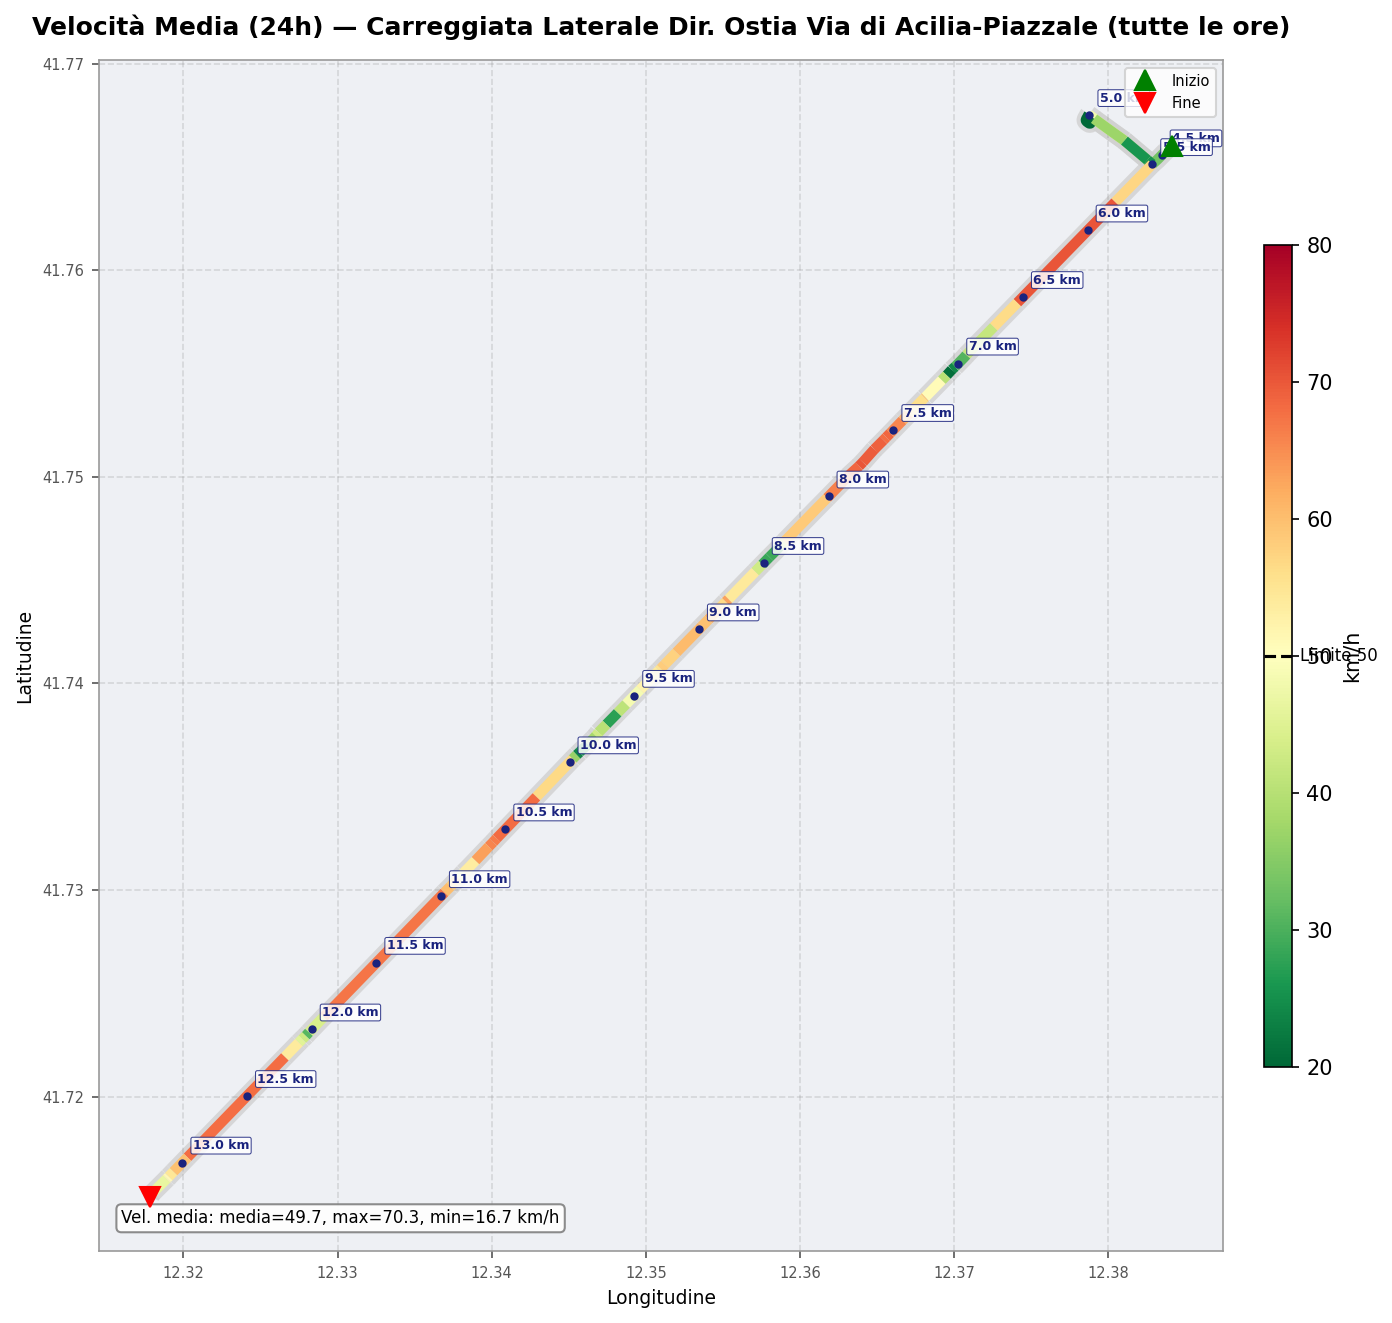 Velocità Media (24h) — Carreggiata Laterale Dir. Ostia Via di Acilia-Piazzale (tutte le ore)
Inizio
Fine
5.0
4.5 km
5 km
6.0 km
6.5 km
7.0 km
7.5 km
8.0 km
8.5 km
9.0 km
9.5 km
10.0 km
10.5 km
11.0 km
11.5 km
12.0 km
12.5 km
13.0 km
Vel. media: media=49.7, max=70.3, min=16.7 km/h
41.77
41.76
41.75
41.74
41.73
41.72
Latitudine
12.32
12.33
12.34
12.35
12.36
12.37
12.38
Longitudine
80
70
60
50
Limite 50
40
30
20
km/h